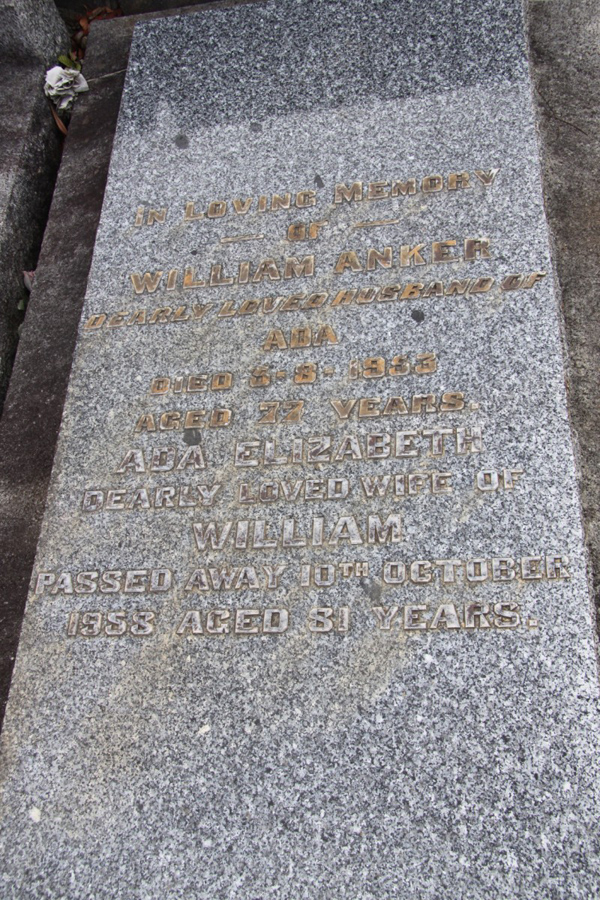 IN LOVING MEMORY
— OF —
WILLIAM ANKER
DEARLY LOVED HUSBAND OF
ADA
DIED 8-8-1953
AGED 77 YEARS.
ADA ELIZABETH
DEARLY LOVED WIFE OF
WILLIAM
PASSED AWAY 10TH OCTOBER
1958 AGED 81 YEARS.